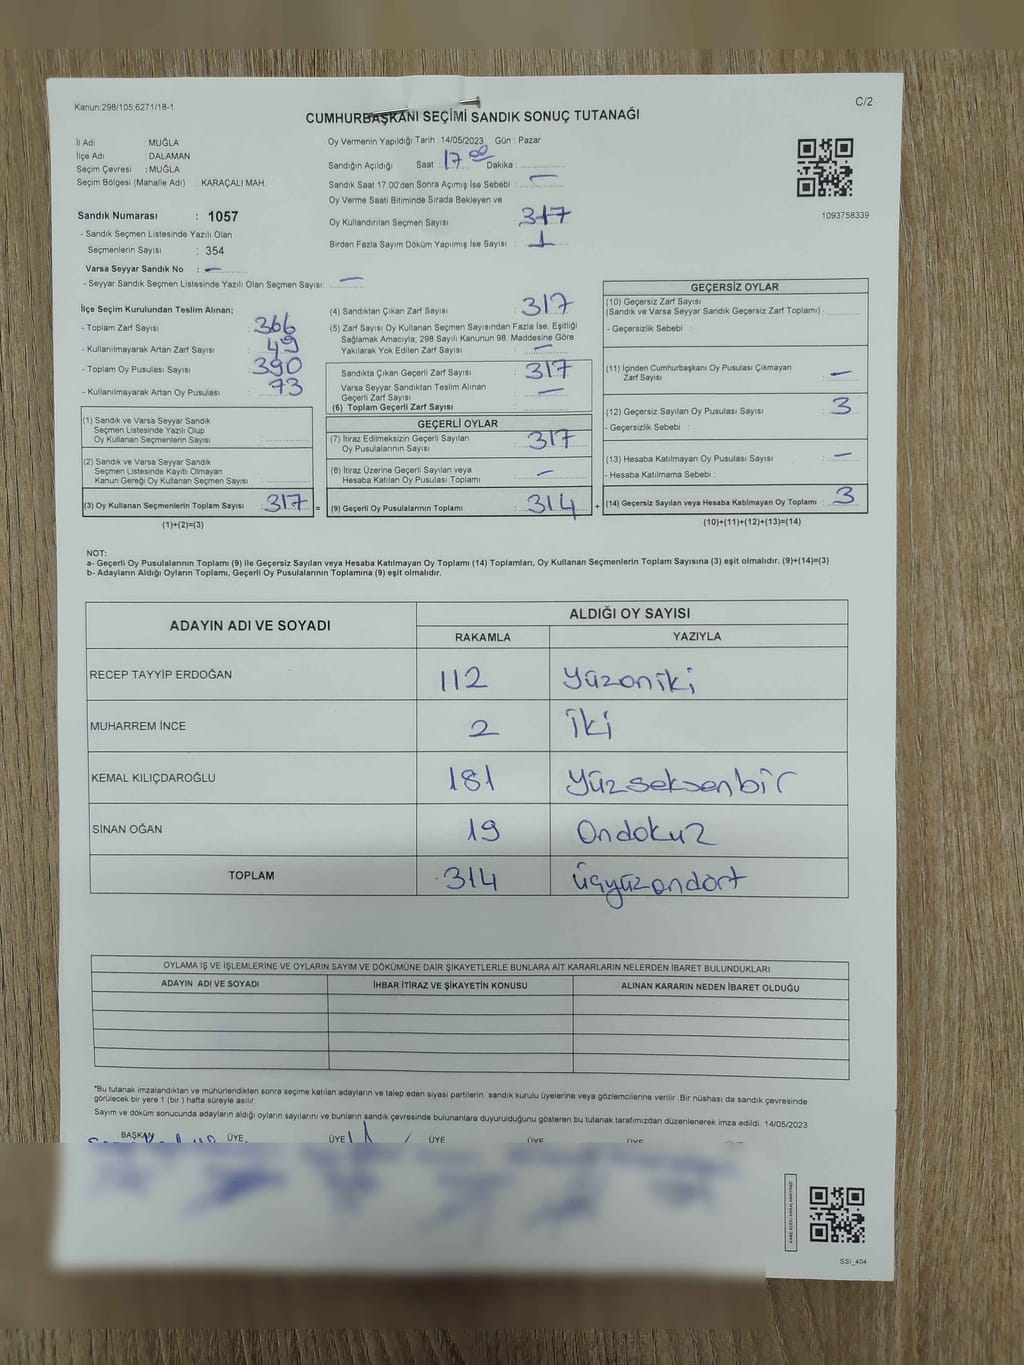 Kanun;298/105;6271/18-1
C/2
CUMHURBAŞKANI SEÇİMİ SANDIK SONUÇ TUTANAĞI
İl Adı : MUĞLA
İlçe Adı : DALAMAN
Seçim Çevresi : MUĞLA
Seçim Bölgesi (Mahalle Adı) : KARAÇALI MAH.
Sandık Numarası : 1057
- Sandık Seçmen Listesinde Yazılı Olan
Seçmenlerin Sayısı : 354
Varsa Seyyar Sandık No : —
- Seyyar Sandık Seçmen Listesinde Yazılı Olan Seçmen Sayısı: —
Oy Vermenin Yapıldığı Tarih : 14/05/2023 Gün : Pazar
Sandığın Açıldığı Saat : 17 00 Dakika :
Sandık Saat 17:00'den Sonra Açımış İse Sebebi : —
Oy Verme Saati Bitiminde Sırada Bekleyen ve
Oy Kullandırılan Seçmen Sayısı : 317
Birden Fazla Sayım Döküm Yapılmış İse Sayısı : 1
1093758339
İlçe Seçim Kurulundan Teslim Alınan;
- Toplam Zarf Sayısı : 366
- Kullanılmayarak Artan Zarf Sayısı : 49
- Toplam Oy Pusulası Sayısı : 390
- Kullanılmayarak Artan Oy Pusulası : 73
(1) Sandık ve Varsa Seyyar Sandık
Seçmen Listesinde Yazılı Olup
Oy Kullanan Seçmenlerin Sayısı :
(2) Sandık ve Varsa Seyyar Sandık
Seçmen Listesinde Kayıtlı Olmayan
Kanun Gereği Oy Kullanan Seçmen Sayısı :
(3) Oy Kullanan Seçmenlerin Toplam Sayısı : 317 =
(1)+(2)=(3)
(4) Sandıktan Çıkan Zarf Sayısı : 317
(5) Zarf Sayısı Oy Kullanan Seçmen Sayısından Fazla İse, Eşitliği
Sağlamak Amacıyla; 298 Sayılı Kanunun 98. Maddesine Göre
Yakılarak Yok Edilen Zarf Sayısı : —
Sandıkta Çıkan Geçerli Zarf Sayısı : 317
Varsa Seyyar Sandıktan Teslim Alınan
Geçerli Zarf Sayısı : —
(6) Toplam Geçerli Zarf Sayısı :
GEÇERLİ OYLAR
(7) İtiraz Edilmeksizin Geçerli Sayılan
Oy Pusulalarının Sayısı : 317
(8) İtiraz Üzerine Geçerli Sayılan veya
Hesaba Katılan Oy Pusulası Toplamı : —
(9) Geçerli Oy Pusulalarının Toplamı : 314 +
GEÇERSİZ OYLAR
(10) Geçersiz Zarf Sayısı
(Sandık ve Varsa Seyyar Sandık Geçersiz Zarf Toplamı) :
- Geçersizlik Sebebi :
(11) İçinden Cumhurbaşkanı Oy Pusulası Çıkmayan
Zarf Sayısı : —
(12) Geçersiz Sayılan Oy Pusulası Sayısı : 3
- Geçersizlik Sebebi :
(13) Hesaba Katılmayan Oy Pusulası Sayısı : —
- Hesaba Katılmama Sebebi :
(14) Geçersiz Sayılan veya Hesaba Katılmayan Oy Toplamı : 3
(10)+(11)+(12)+(13)=(14)
NOT:
a- Geçerli Oy Pusulalarının Toplamı (9) ile Geçersiz Sayılan veya Hesaba Katılmayan Oy Toplamı (14) Toplamları, Oy Kullanan Seçmenlerin Toplam Sayısına (3) eşit olmalıdır. (9)+(14)=(3)
b- Adayların Aldığı Oyların Toplamı, Geçerli Oy Pusulalarının Toplamına (9) eşit olmalıdır.
ADAYIN ADI VE SOYADI
ALDIĞI OY SAYISI
RAKAMLA YAZIYLA
RECEP TAYYİP ERDOĞAN 112 Yüzoniki
MUHARREM İNCE 2 İki
KEMAL KILIÇDAROĞLU 181 Yüzseksenbir
SİNAN OĞAN 19 Ondokuz
TOPLAM 314 üçyüzondört
OYLAMA İŞ VE İŞLEMLERİNE VE OYLARIN SAYIM VE DÖKÜMÜNE DAİR ŞİKAYETLERLE BUNLARA AİT KARARLARIN NELERDEN İBARET BULUNDUKLARI
ADAYIN ADI VE SOYADI İHBAR İTİRAZ VE ŞİKAYETİN KONUSU ALINAN KARARIN NEDEN İBARET OLDUĞU
*Bu tutanak imzalandıktan ve mühürlendikten sonra seçime katılan adayların ve talep eden siyasi partilerin sandık kurulu üyelerine veya gözlemcilerine verilir. Bir nüshası da sandık çevresinde
görülecek bir yere 1 (bir) hafta süreyle asılır.
Sayım ve döküm sonucunda adayların aldığı oyların sayılarını ve bunların sandık çevresinde bulunanlara duyurulduğunu gösteren bu tutanak tarafımızdan düzenlenerek imza edildi. 14/05/2023
BAŞKAN ÜYE ÜYE ÜYE ÜYE ÜYE
SSI_404